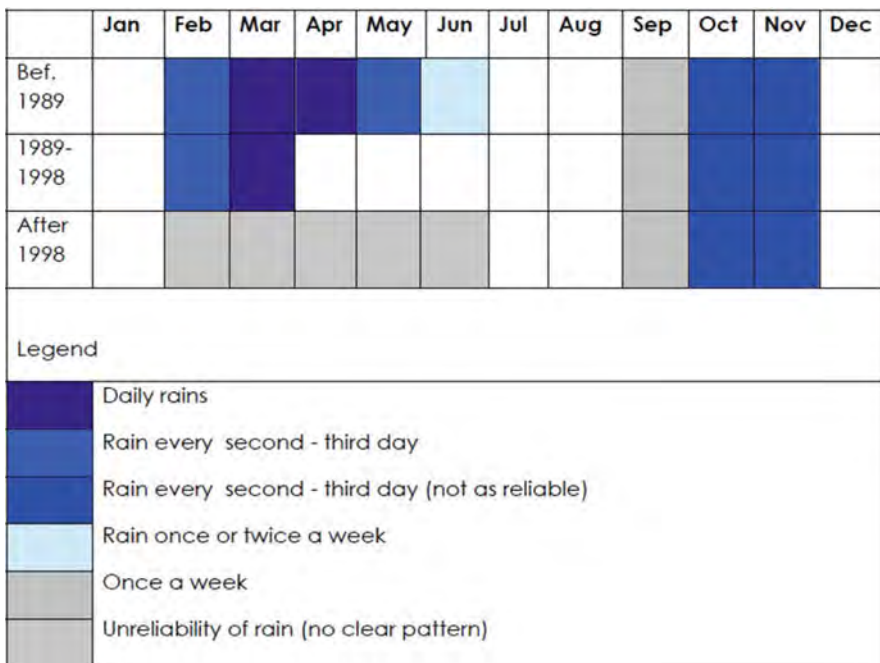 Jan Feb Mar Apr May Jun Jul Aug Sep Oct Nov Dec
Bef.
1989
1989-
1998
After
1998
Legend
Daily rains
Rain every second - third day
Rain every second - third day (not as reliable)
Rain once or twice a week
Once a week
Unreliability of rain (no clear pattern)